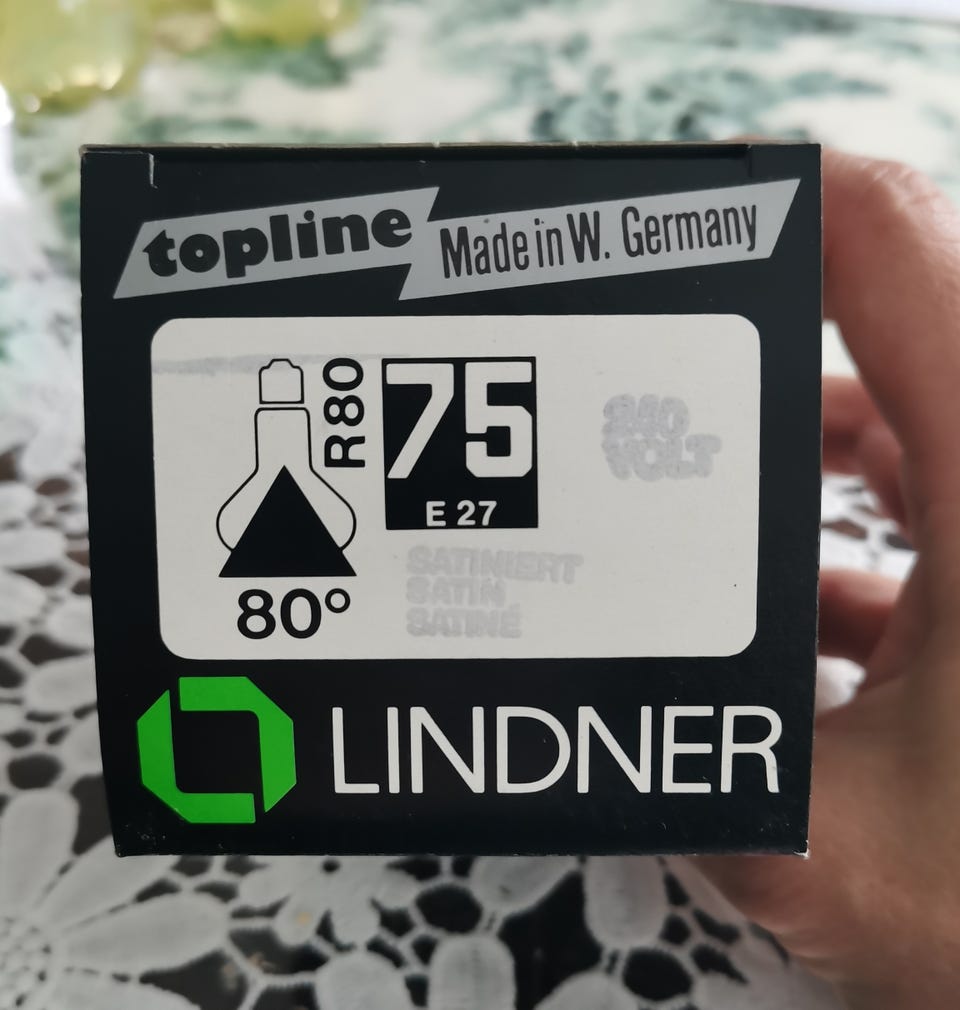 topline Made in W. Germany
R80
75
E 27
240
VOLT
SATINIERT
SATIN
SATINÉ
80°
LINDNER